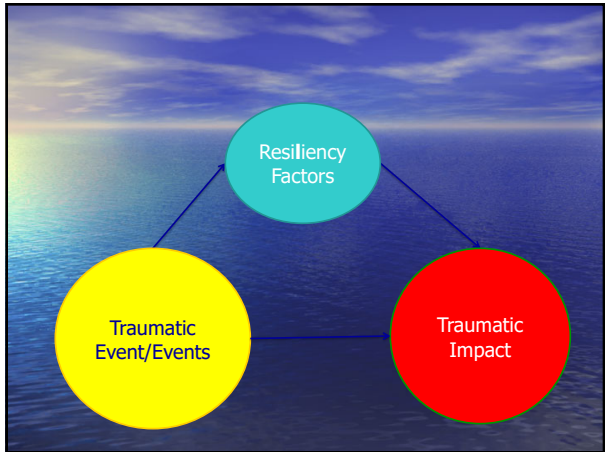 Resiliency
Factors
Traumatic
Event/Events
Traumatic
Impact